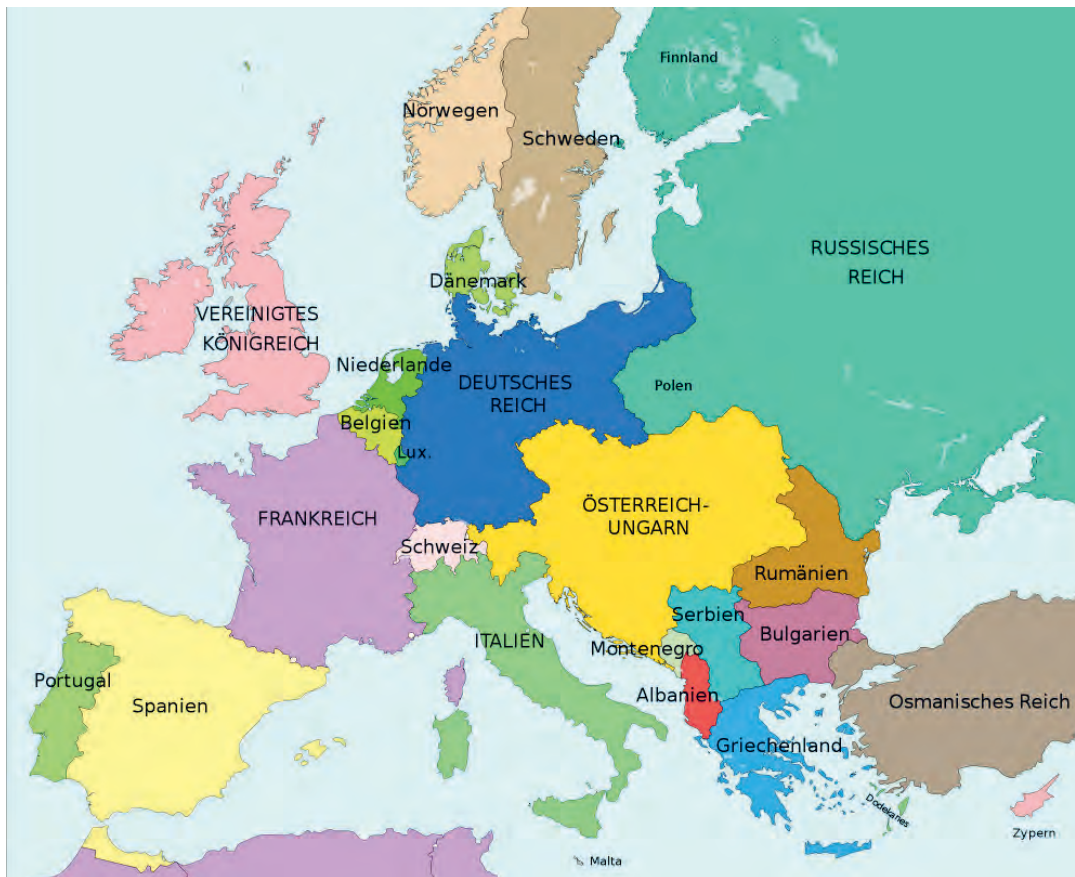 Finnland
Norwegen
Schweden
RUSSISCHES
REICH
Dänemark
VEREINIGTES
KÖNIGREICH
Niederlande
DEUTSCHES
REICH
Polen
Belgien
Lux.
FRANKREICH
ÖSTERREICH-
UNGARN
Schweiz
Rumänien
Serbien
Bulgarien
ITALIEN
Montenegro
Portugal
Spanien
Albanien
Osmanisches Reich
Griechenland
Dodekanes
Zypern
Malta